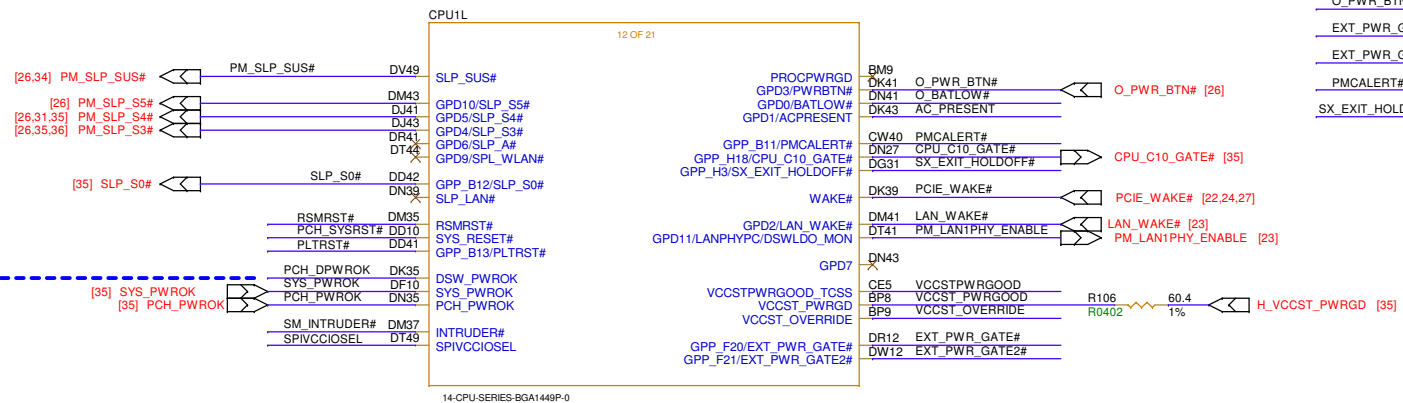 CPU1L
12 OF 21
[26,34] PM_SLP_SUS# PM_SLP_SUS# DV49 SLP_SUS#
[26] PM_SLP_S5# DM43 GPD10/SLP_S5#
[26,31,35] PM_SLP_S4# DJ41 GPD5/SLP_S4#
[26,35,36] PM_SLP_S3# DJ43 GPD4/SLP_S3#
DR41 GPD6/SLP_A#
DT44 GPD9/SPL_WLAN#
[35] SLP_S0# SLP_S0# DD42 GPP_B12/SLP_S0#
DN39 SLP_LAN#
RSMRST# DM35 RSMRST#
PCH_SYSRST# DD10 SYS_RESET#
PLTRST# DD41 GPP_B13/PLTRST#
PCH_DPWROK DK35 DSW_PWROK
[35] SYS_PWROK SYS_PWROK DF10 SYS_PWROK
[35] PCH_PWROK PCH_PWROK DN35 PCH_PWROK
SM_INTRUDER# DM37 INTRUDER#
SPIVCCIOSEL DT49 SPIVCCIOSEL
PROCPWRGD BM9
GPD3/PWRBTN# DK41 O_PWR_BTN# O_PWR_BTN# [26]
GPD0/BATLOW# DN41 O_BATLOW#
GPD1/ACPRESENT DK43 AC_PRESENT
GPP_B11/PMCALERT# CW40 PMCALERT#
GPP_H18/CPU_C10_GATE# DN27 CPU_C10_GATE# CPU_C10_GATE# [35]
GPP_H3/SX_EXIT_HOLDOFF# DG31 SX_EXIT_HOLDOFF#
WAKE# DK39 PCIE_WAKE# PCIE_WAKE# [22,24,27]
GPD2/LAN_WAKE# DM41 LAN_WAKE# LAN_WAKE# [23]
GPD11/LANPHYPC/DSWLDO_MON DT41 PM_LAN1PHY_ENABLE PM_LAN1PHY_ENABLE [23]
GPD7 DN43
VCCSTPWRGOOD_TCSS CE5 VCCSTPWRGOOD
VCCST_PWRGD BP8 VCCST_PWRGOOD R106 60.4 H_VCCST_PWRGD [35]
VCCST_OVERRIDE BP9 VCCST_OVERRIDE R0402 1%
GPP_F20/EXT_PWR_GATE# DR12 EXT_PWR_GATE#
GPP_F21/EXT_PWR_GATE2# DW12 EXT_PWR_GATE2#
14-CPU-SERIES-BGA1449P-0
O_PWR_BTN
EXT_PWR_G
EXT_PWR_G
PMCALERT#
SX_EXIT_HOLD